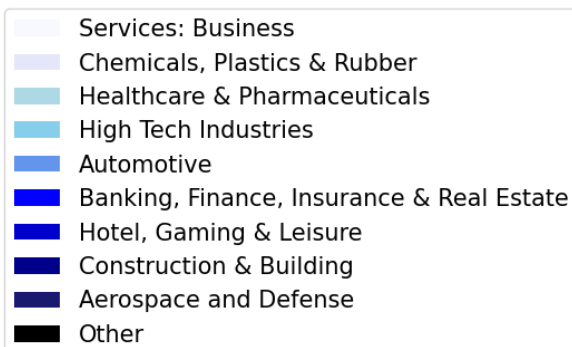 Services: Business
Chemicals, Plastics & Rubber
Healthcare & Pharmaceuticals
High Tech Industries
Automotive
Banking, Finance, Insurance & Real Estate
Hotel, Gaming & Leisure
Construction & Building
Aerospace and Defense
Other